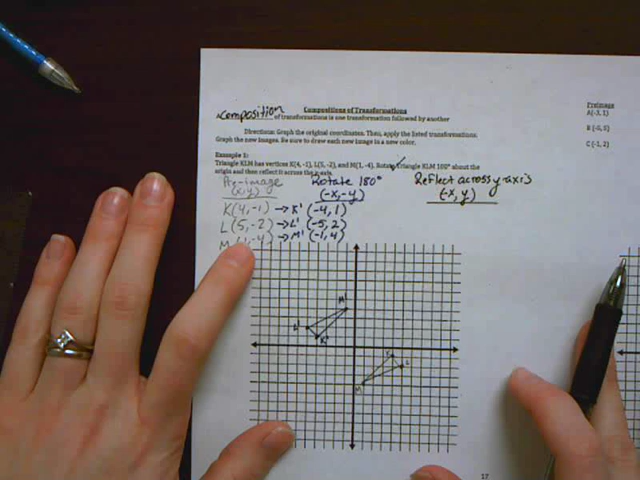 Compositions of Transformations
A composition of transformations is one transformation followed by another
Directions: Graph the original coordinates. Then, apply the listed transformations.
Graph the new images. Be sure to draw each new image in a new color.
Example 1:
Triangle KLM has vertices K(4, -1), L(5, -2), and M(1, -4). Rotate Triangle KLM 180° about the
origin and then reflect it across the y-axis
Pre-image Rotate 180° Reflect across y-axis
(x, y) (-x, -y) (-x, y)
K(4, -1) → K' (-4, 1)
L(5, -2) → L' (-5, 2)
M(1, -4) → M' (-1, 4)
M'
L'
K'
K
L
M
17
Preimage
A(-3, 1)
C(-1, 2)